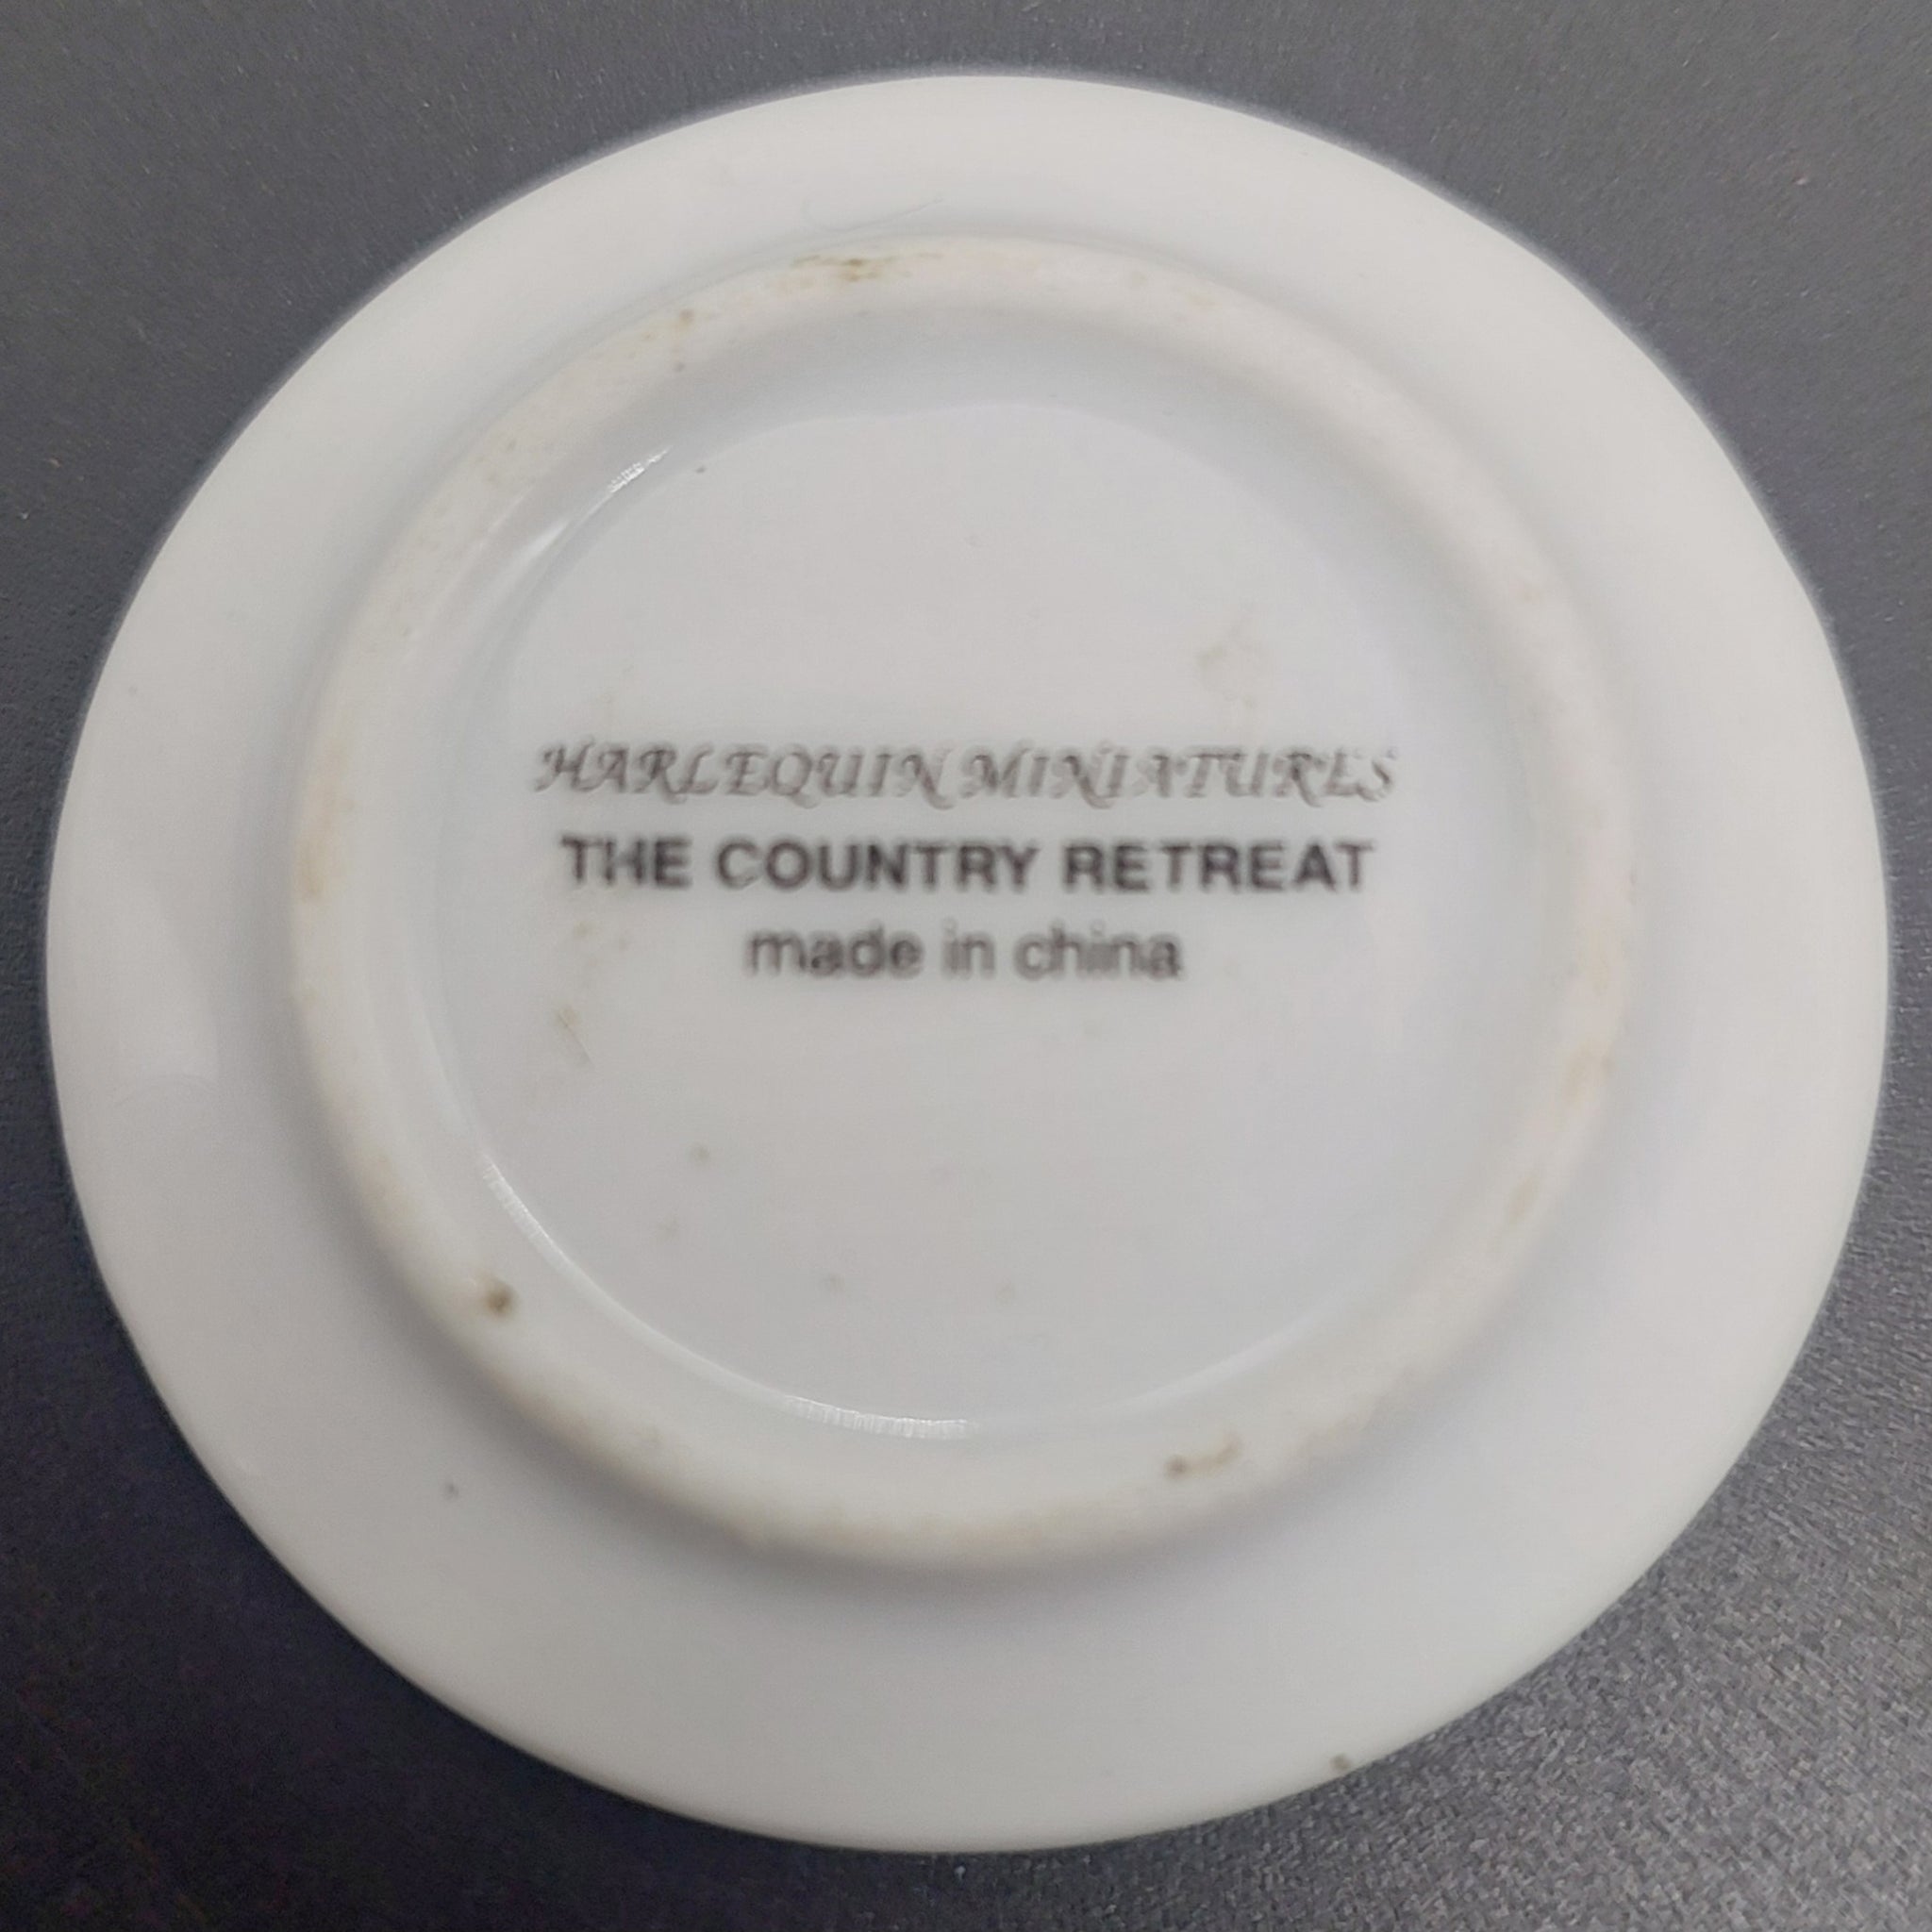 HARLEQUIN MINIATURES
THE COUNTRY RETREAT
made in china